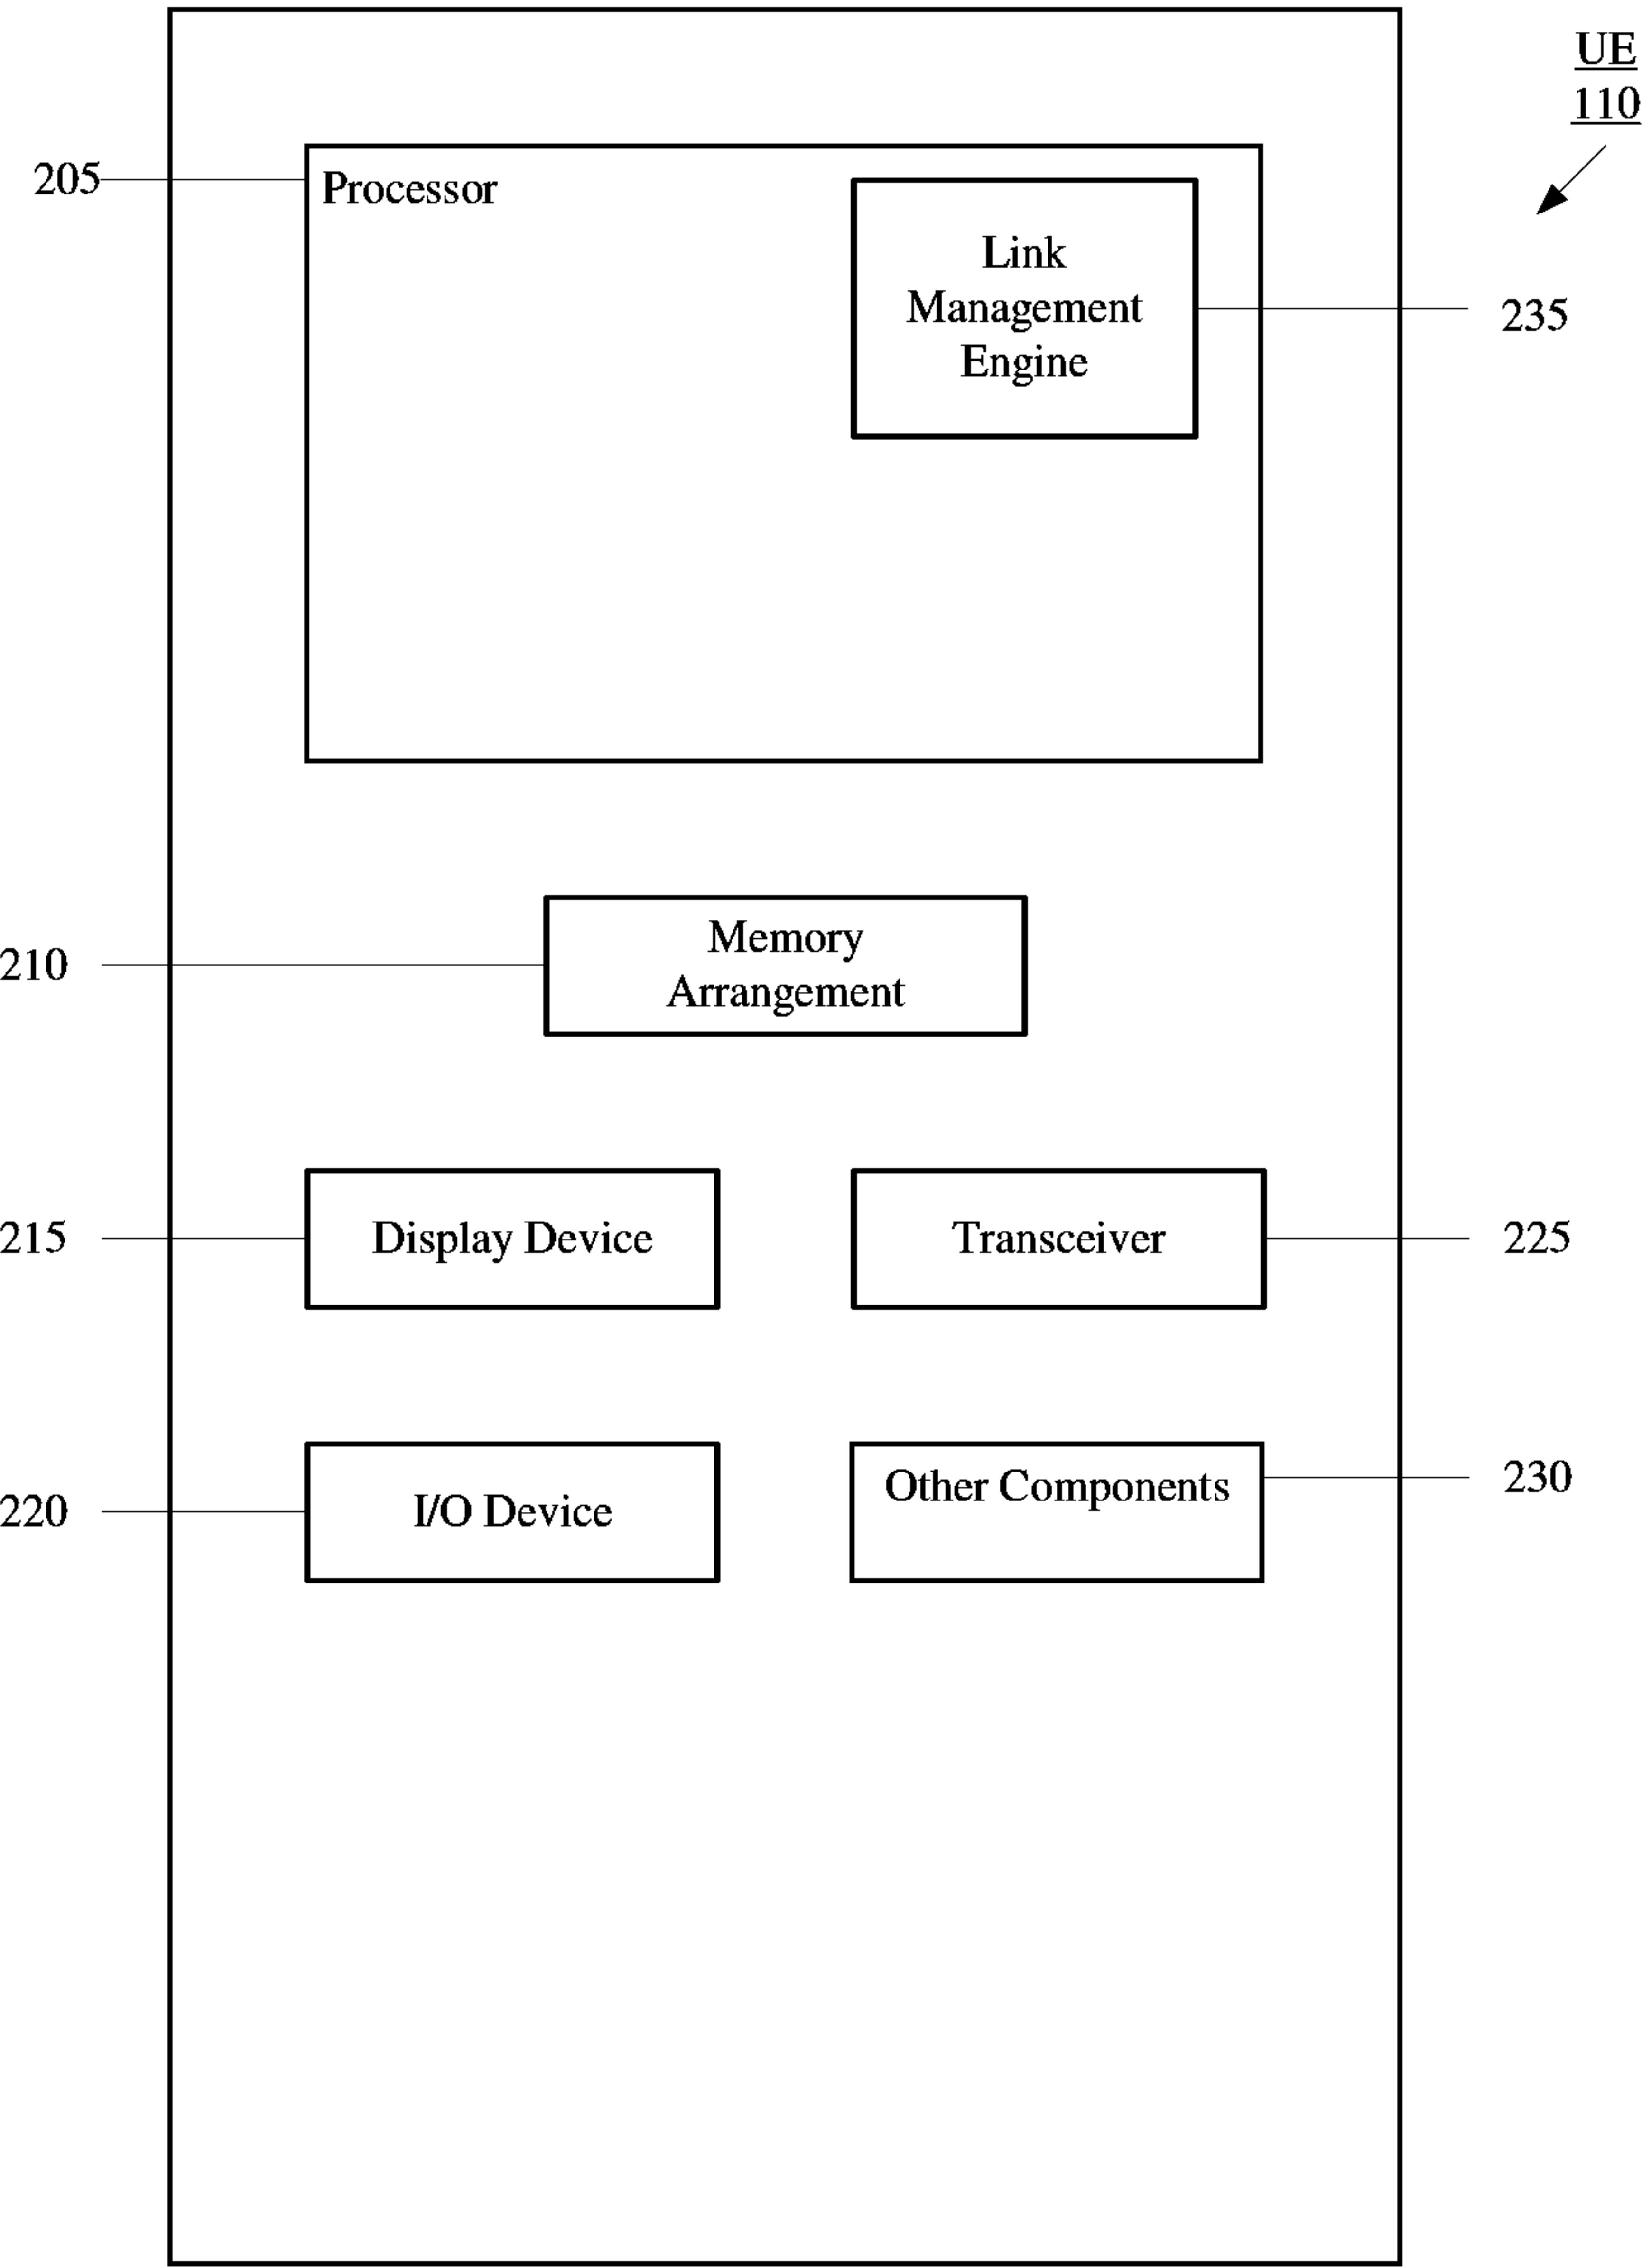 UE
110
205
Processor
Link
Management
Engine
235
210
Memory
Arrangement
215
Display Device
Transceiver
225
220
I/O Device
Other Components
230